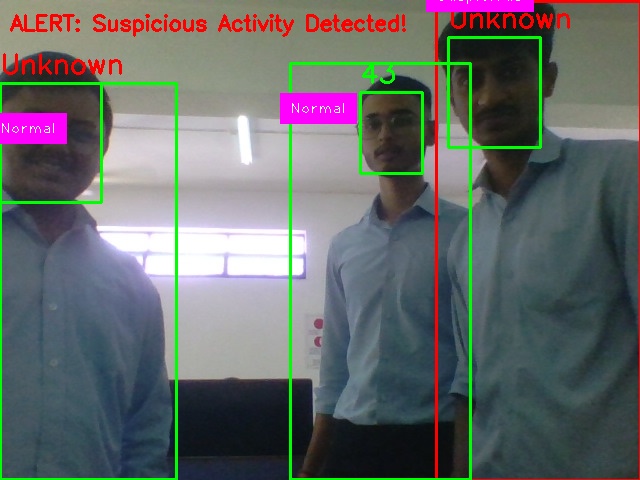 ALERT: Suspicious Activity Detected!
Unknown
Unknown
43
Normal
Normal